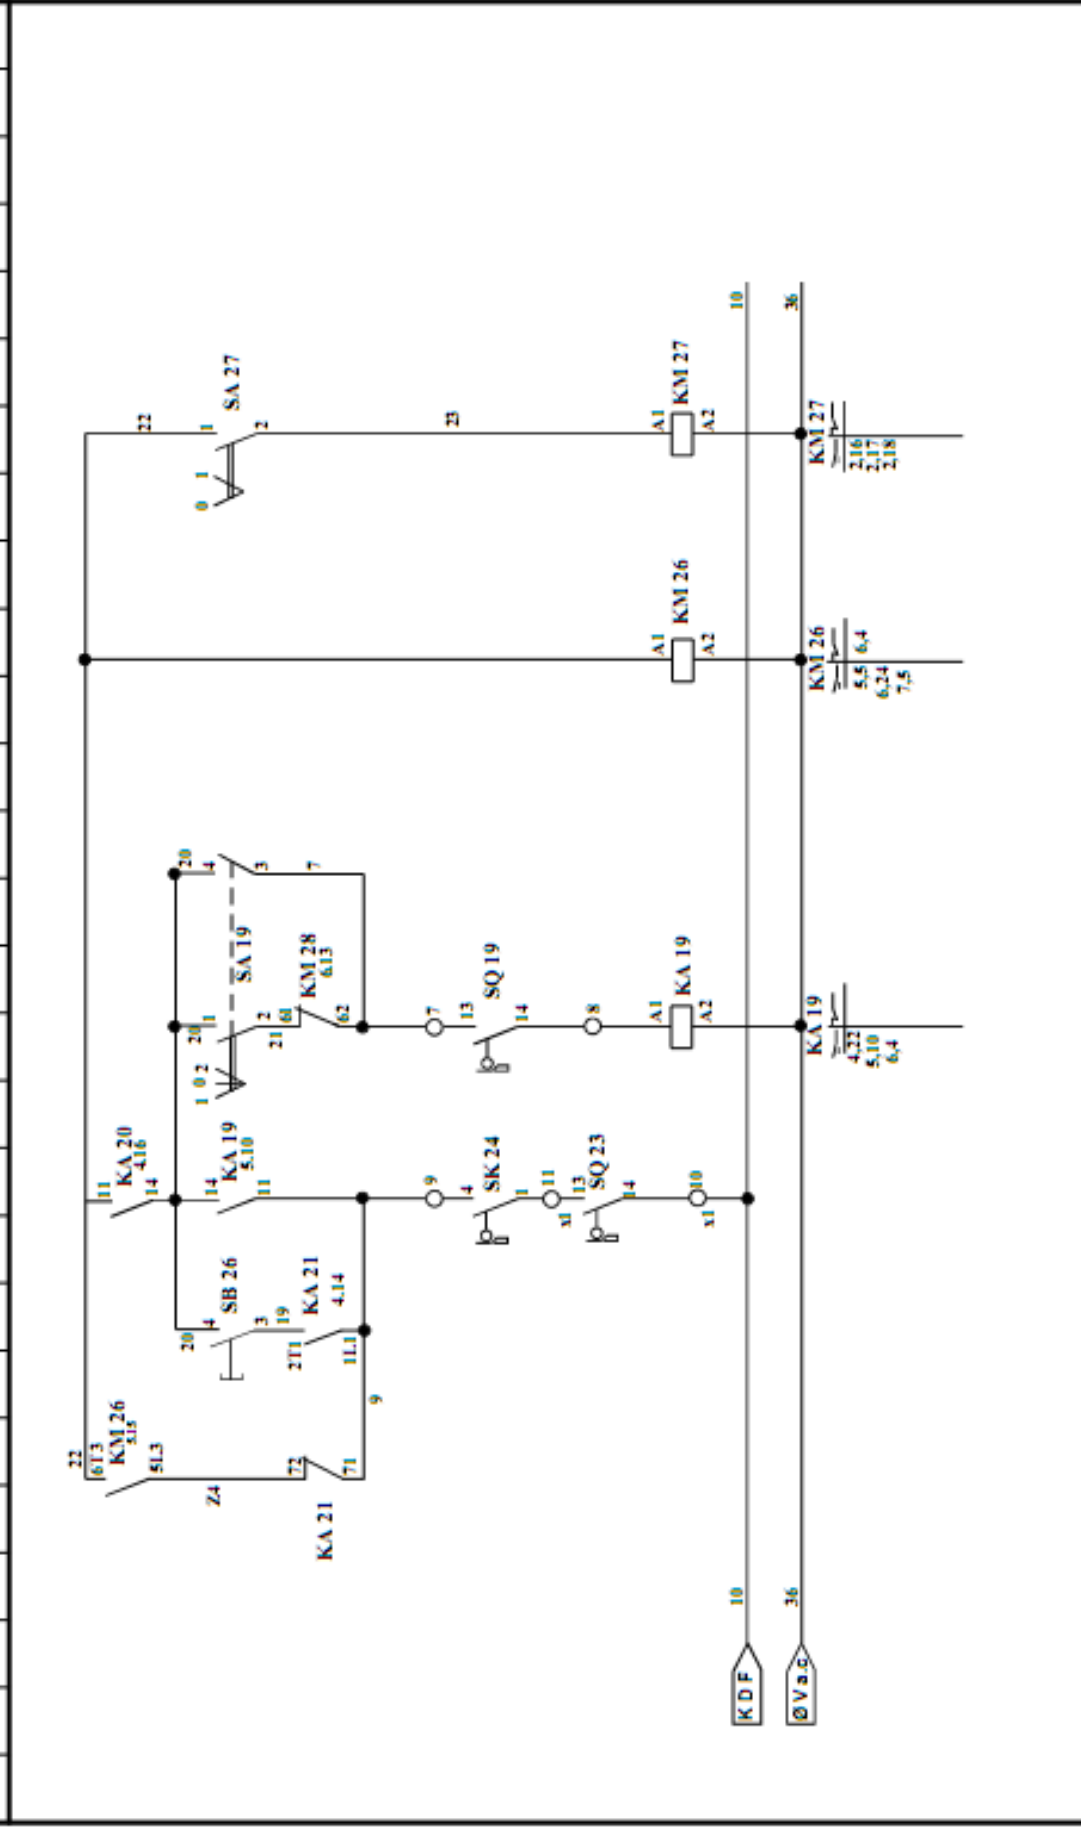 22
6T3
KM 26
5.15
5L3
Z4
72
71
KA 21
9
20
4
SB 26
3
19
2T1
KA 21
4.14
1L1
11
KA 20
4.16
14
14
KA 19
5.10
11
9
4
SK 24
1
11
x1
13
SQ 23
14
10
x1
1 0 2
20
1
SA 19
2
21
61
KM 28
6.13
62
7
13
SQ 19
14
8
A1
KA 19
A2
20
4
3
7
A1
KM 26
A2
22
0 1
1
SA 27
2
23
A1
KM 27
A2
KDF
10
10
ØVa.c
36
36
KA 19
4,22
5,10
6,4
KM 26
5,5 6,4
6,24
7,5
KM 27
2,16
2,17
2,18